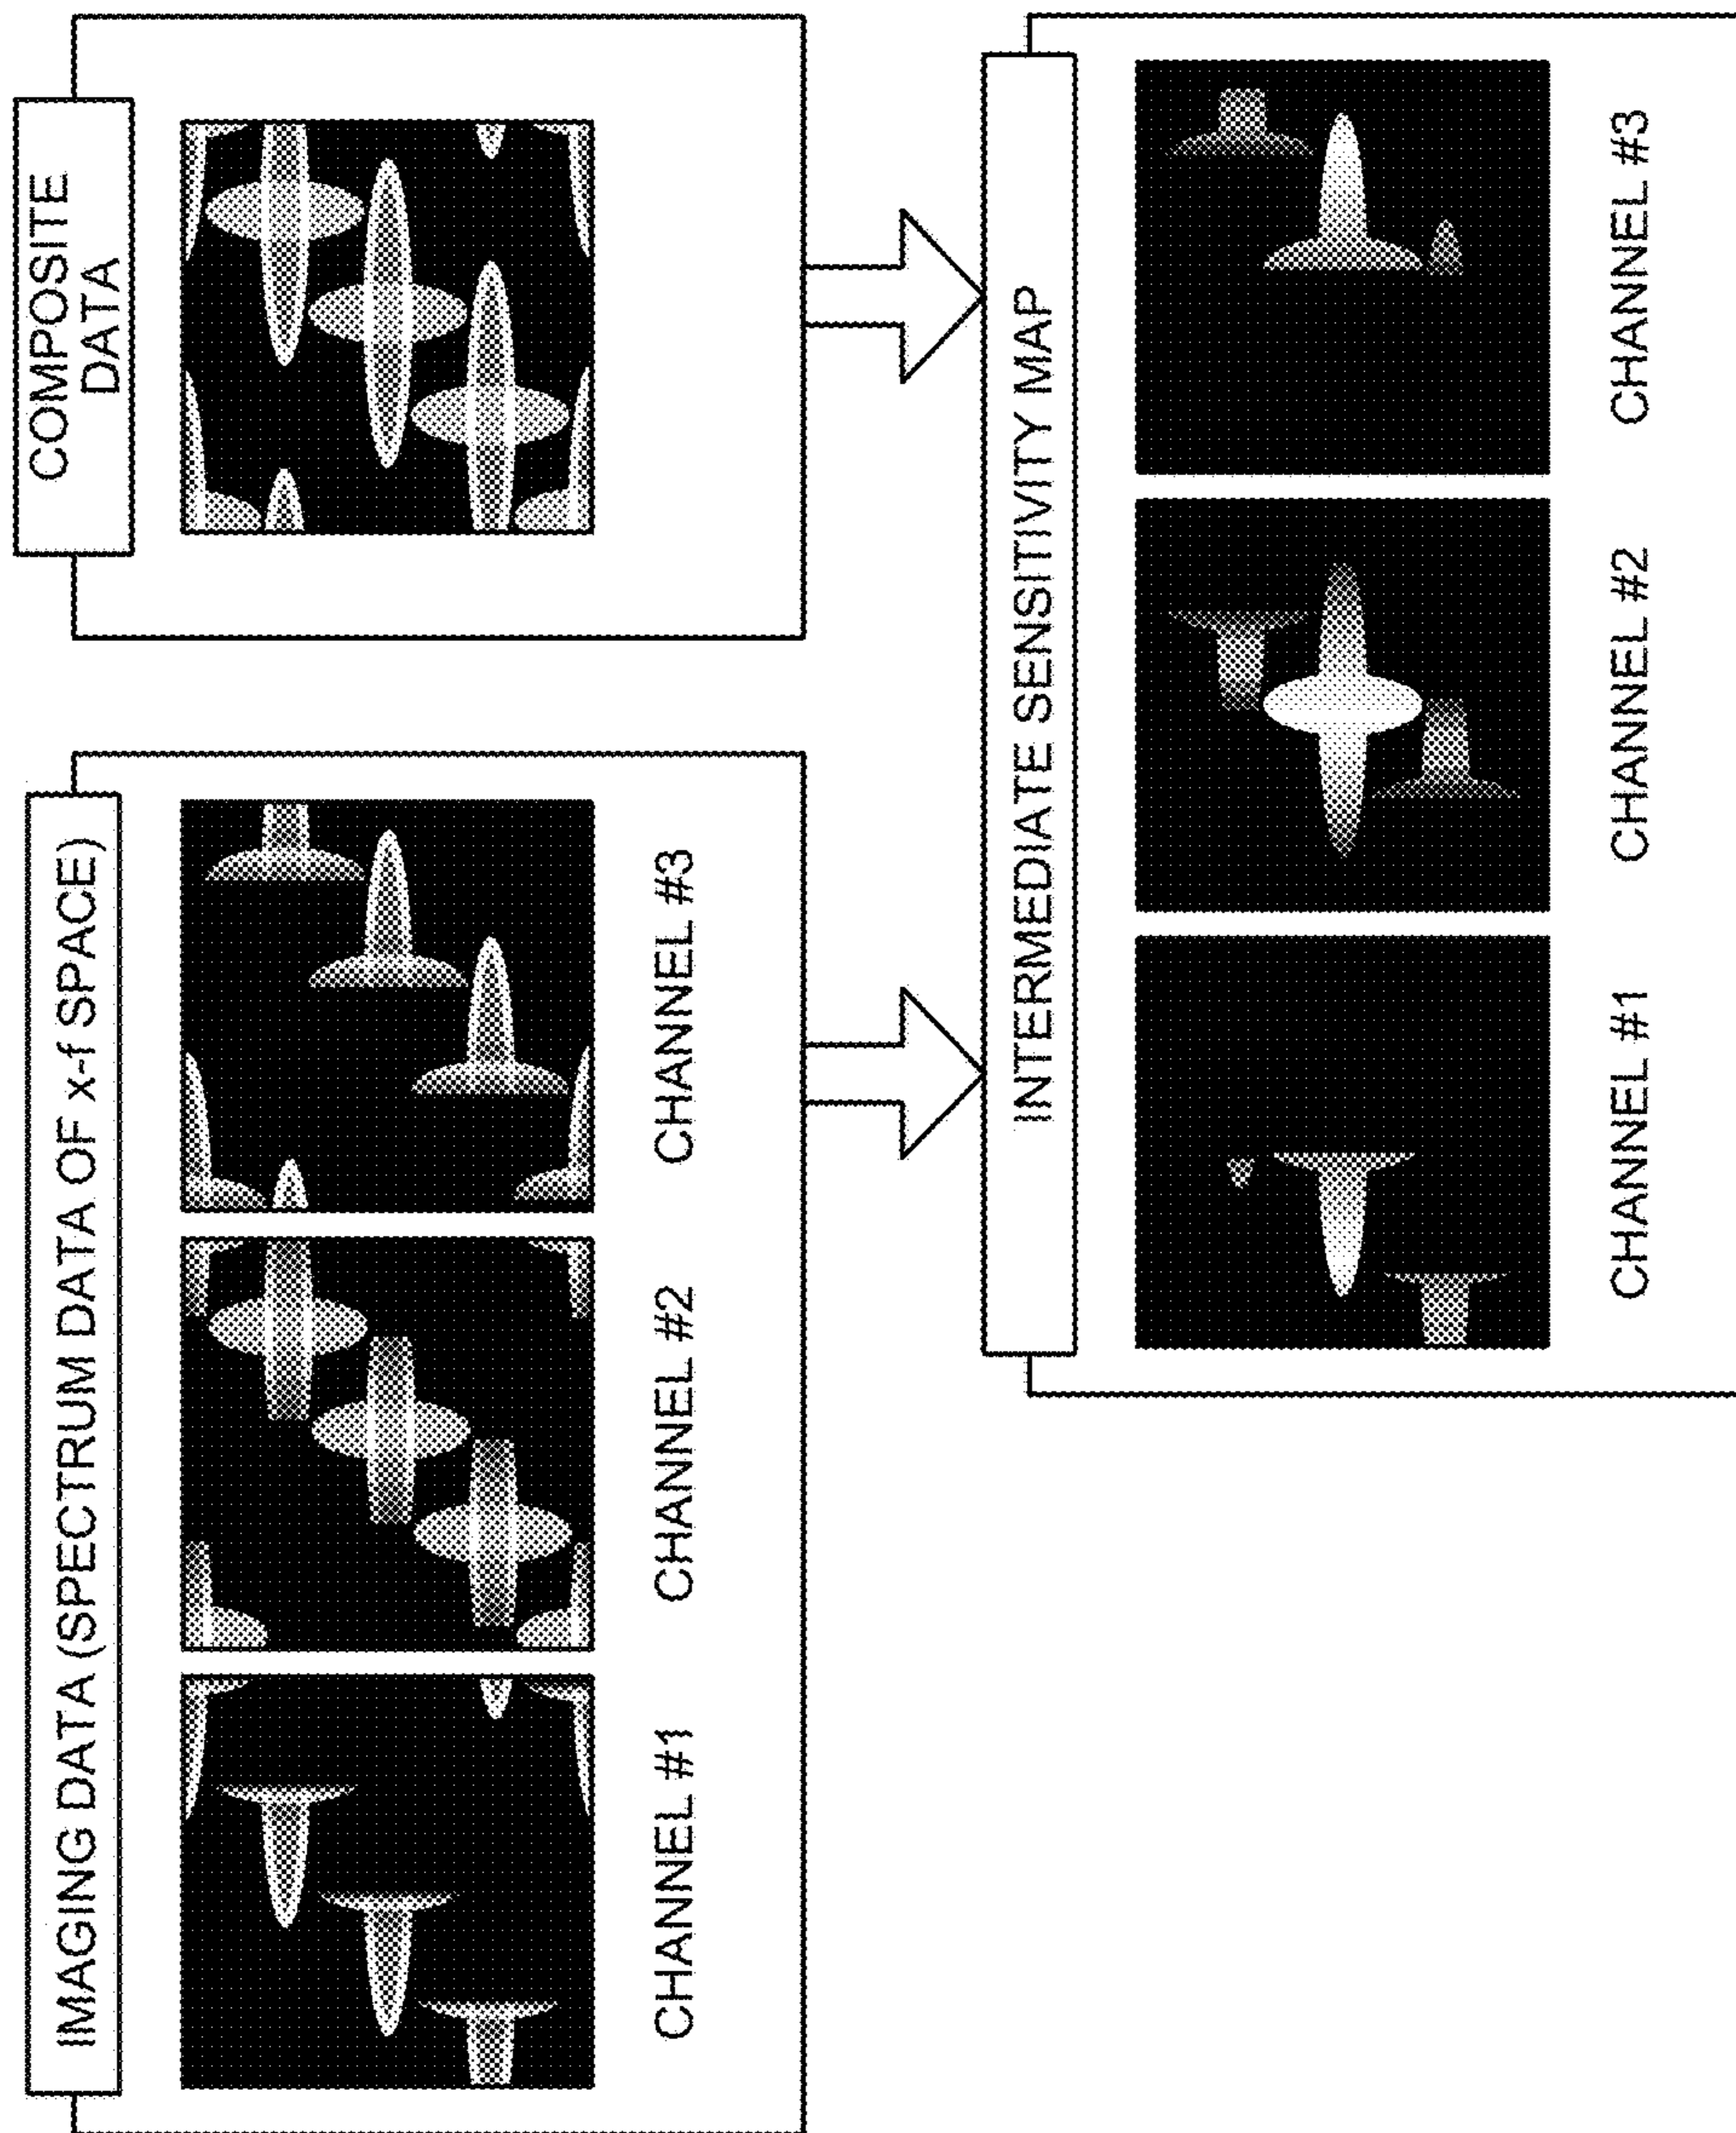 IMAGING DATA (SPECTRUM DATA OF x-f SPACE)
CHANNEL #1
CHANNEL #2
CHANNEL #3
COMPOSITE
DATA
INTERMEDIATE SENSITIVITY MAP
CHANNEL #1
CHANNEL #2
CHANNEL #3